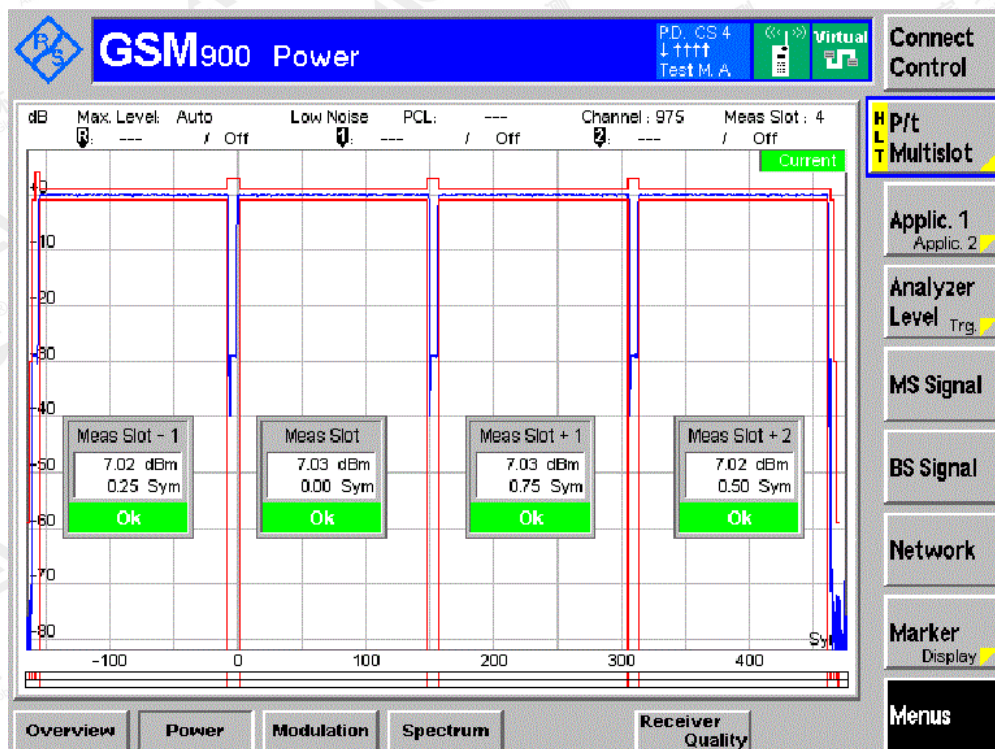 R/S
GSM900 Power
P.D. CS 4
↓ ↑↑↑↑
Test M. A
Virtual
Connect Control
dB Max. Level: Auto Low Noise PCL: --- Channel : 975 Meas Slot : 4
R: --- / Off 1: --- / Off 2: --- / Off
Current
+0
-10
-20
-30
-40
-50
-60
-70
-80
Meas Slot - 1
7.02 dBm
0.25 Sym
Ok
Meas Slot
7.03 dBm
0.00 Sym
Ok
Meas Slot + 1
7.03 dBm
0.75 Sym
Ok
Meas Slot + 2
7.02 dBm
0.50 Sym
Ok
-100 0 100 200 300 400
HLT
P/t Multislot
Applic. 1
Applic. 2
Analyzer Level Trg.
MS Signal
BS Signal
Network
Marker
Display
Menus
Overview Power Modulation Spectrum Receiver Quality